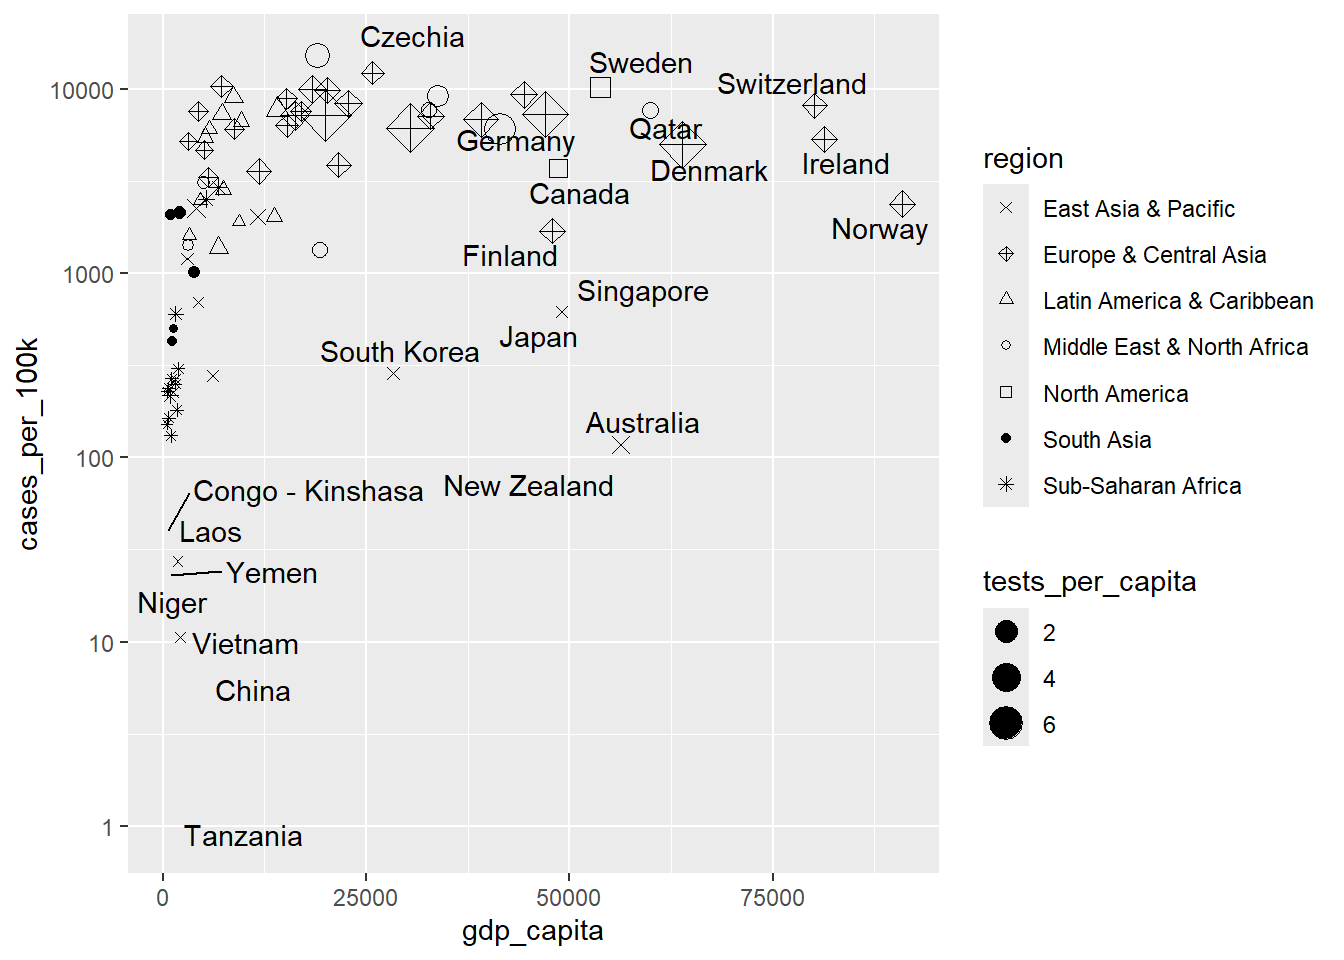 Czechia
Sweden
Switzerland
10000
Qatar
Germany
Ireland
Denmark
Canada
Norway
Finland
1000
Singapore
Japan
South Korea
Australia
100
New Zealand
Congo - Kinshasa
Laos
Yemen
Niger
10
Vietnam
China
1
Tanzania
0
25000
50000
75000
gdp_capita
cases_per_100k
region
East Asia & Pacific
Europe & Central Asia
Latin America & Caribbean
Middle East & North Africa
North America
South Asia
Sub-Saharan Africa
tests_per_capita
2
4
6